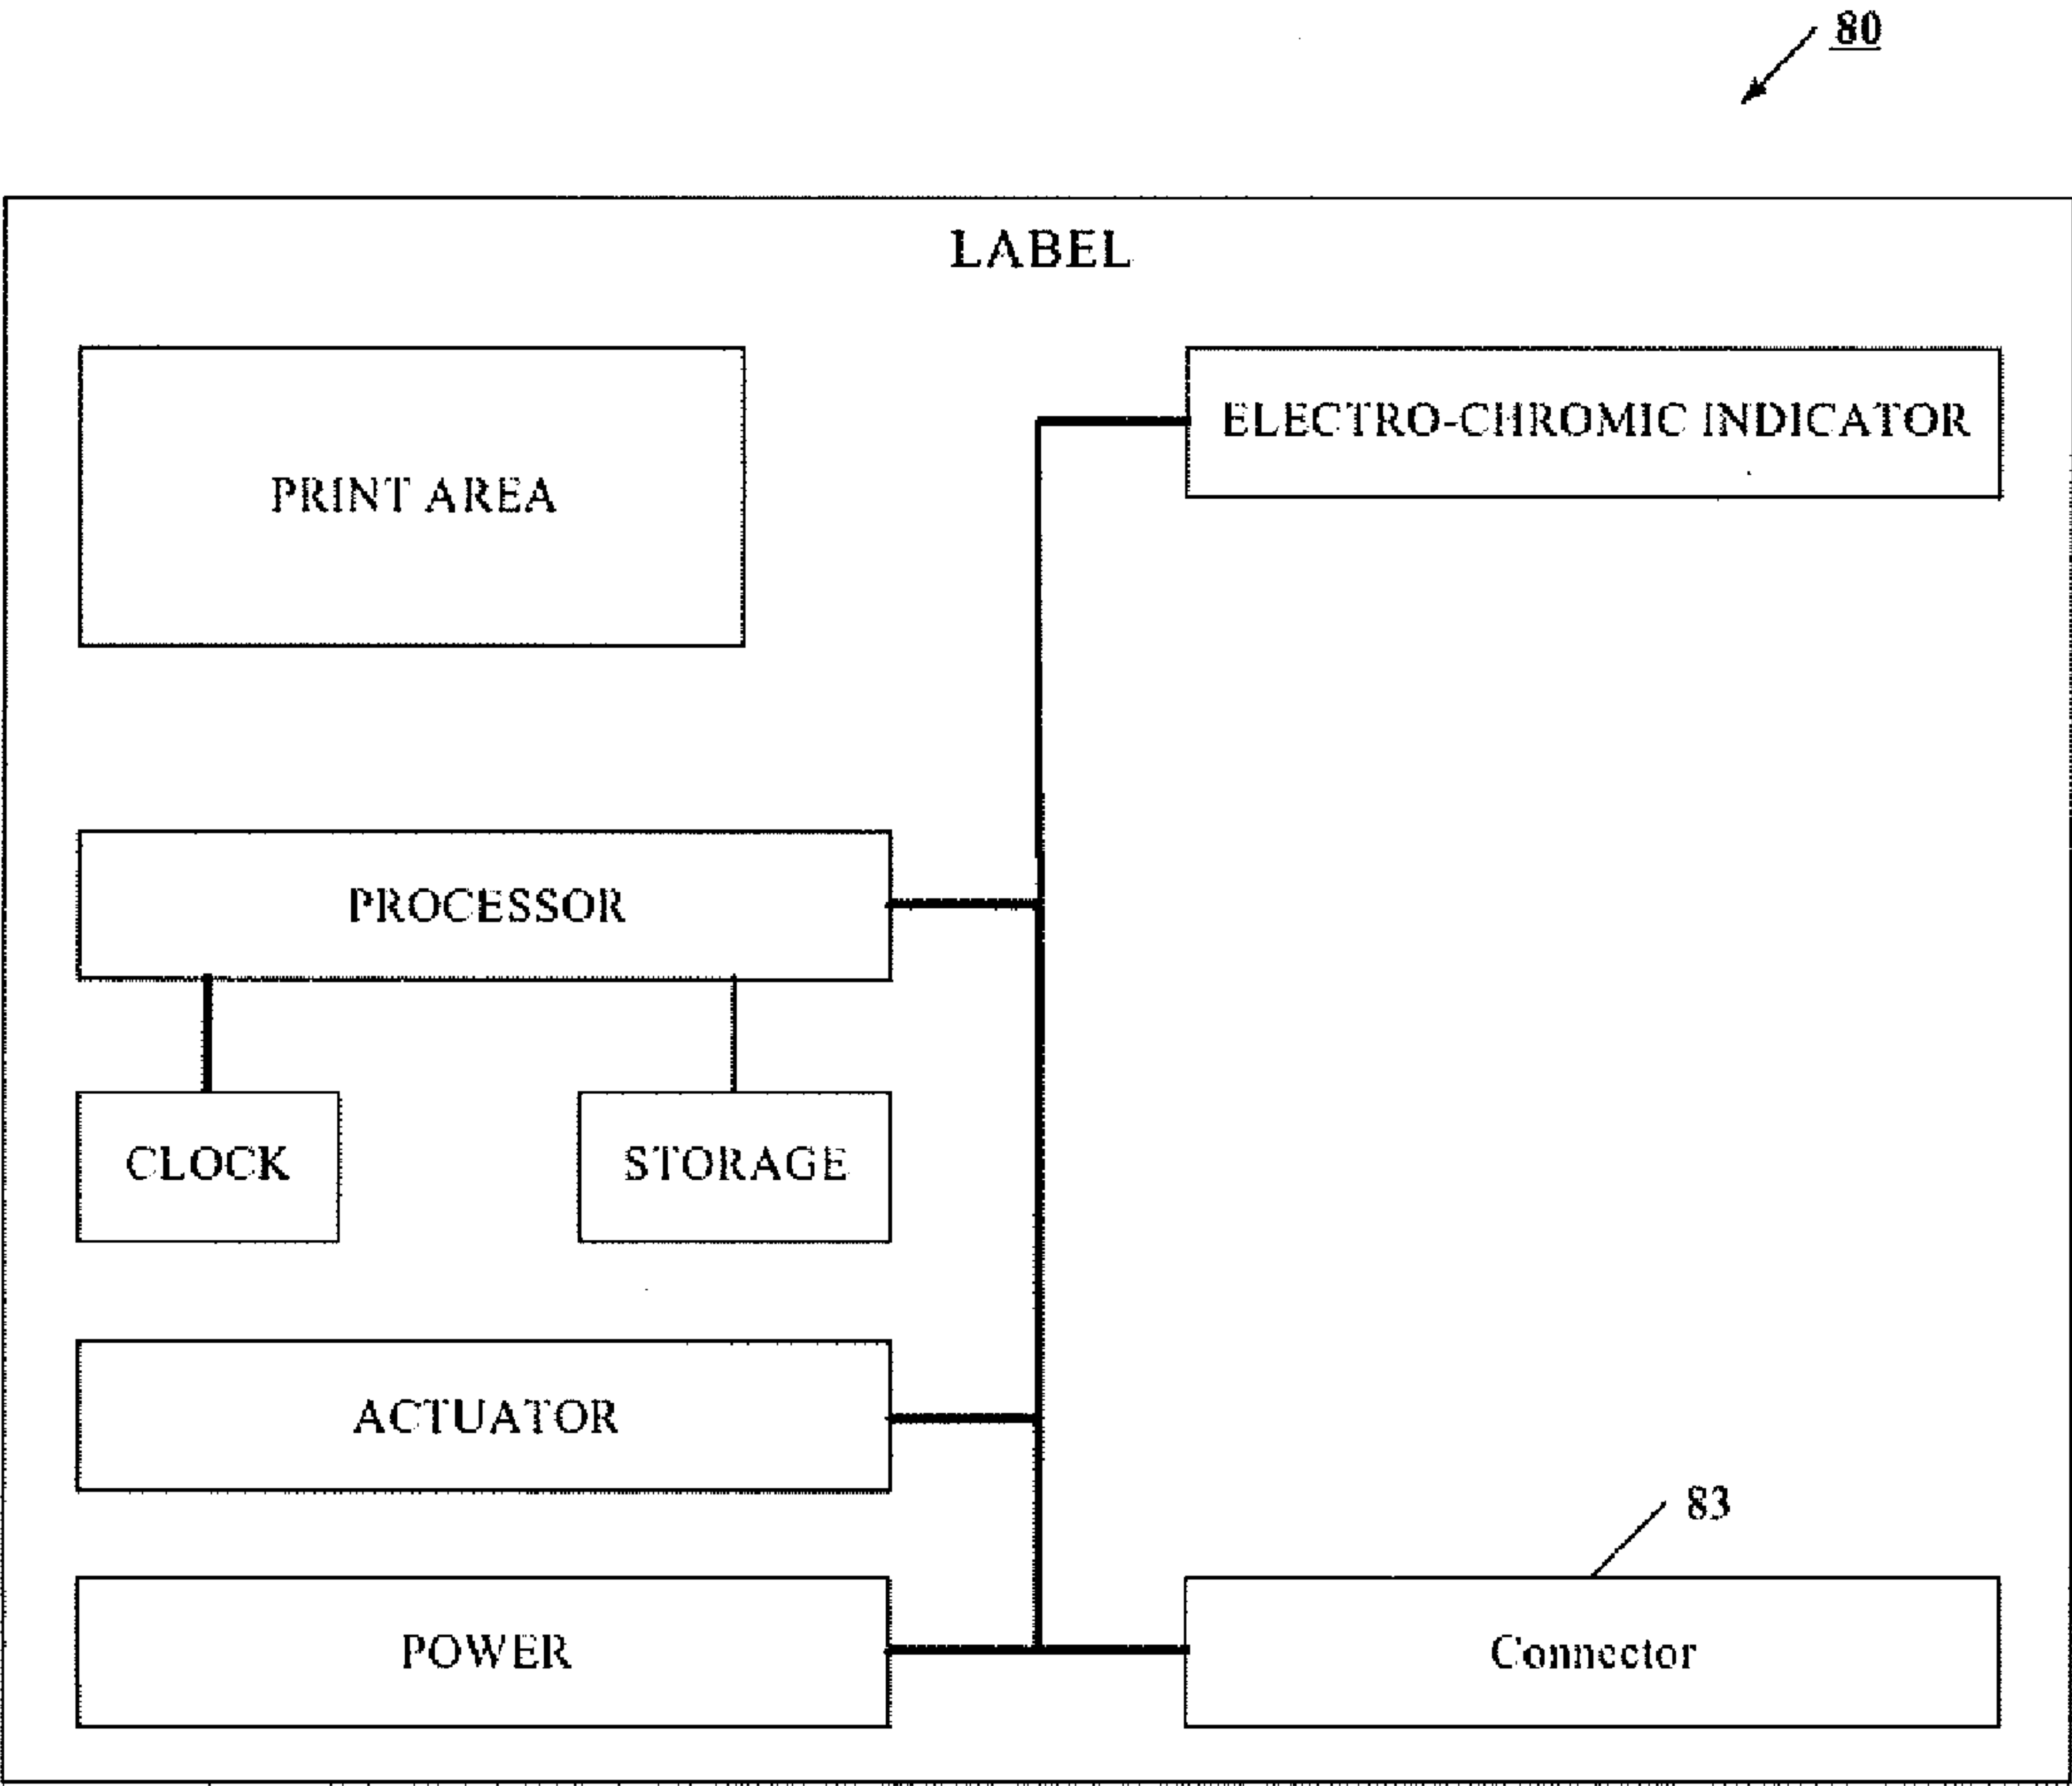 80
LABEL
PRINT AREA
ELECTRO-CHROMIC INDICATOR
PROCESSOR
CLOCK
STORAGE
ACTUATOR
83
POWER
Connector